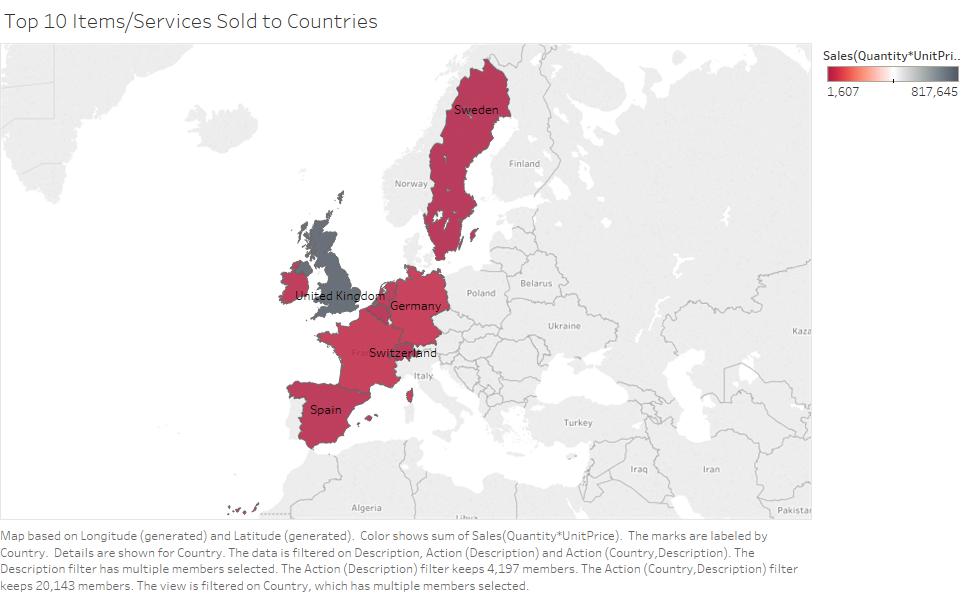 Top 10 Items/Services Sold to Countries
Sales(Quantity*UnitPri..
1,607 817,645
Sweden
Finland
Norway
United Kingdom
Germany
Poland
Belarus
Ukraine
Kaza
Switzerland
Italy
Spain
Turkey
Iraq
Iran
Algeria
Libya
Pakistan
Map based on Longitude (generated) and Latitude (generated).  Color shows sum of Sales(Quantity*UnitPrice).  The marks are labeled by
Country.  Details are shown for Country. The data is filtered on Description, Action (Description) and Action (Country,Description). The
Description filter has multiple members selected. The Action (Description) filter keeps 4,197 members. The Action (Country,Description) filter
keeps 20,143 members. The view is filtered on Country, which has multiple members selected.